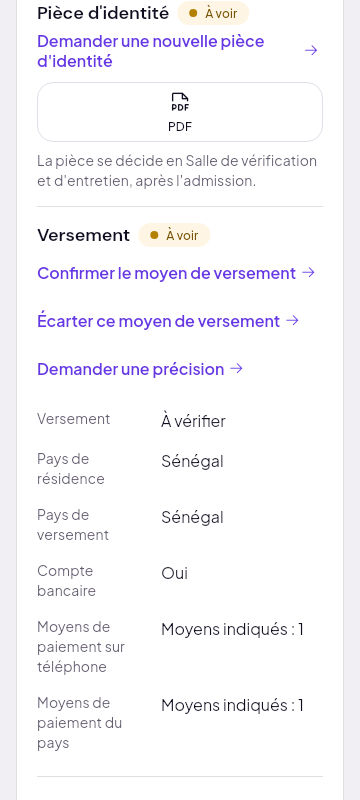 Pièce d'identité À voir
Demander une nouvelle pièce
d'identité →
PDF
PDF
La pièce se décide en Salle de vérification
et d'entretien, après l'admission.
Versement À voir
Confirmer le moyen de versement →
Écarter ce moyen de versement →
Demander une précision →
Versement À vérifier
Pays de Sénégal
résidence
Pays de Sénégal
versement
Compte Oui
bancaire
Moyens de Moyens indiqués : 1
paiement sur
téléphone
Moyens de Moyens indiqués : 1
paiement du
pays